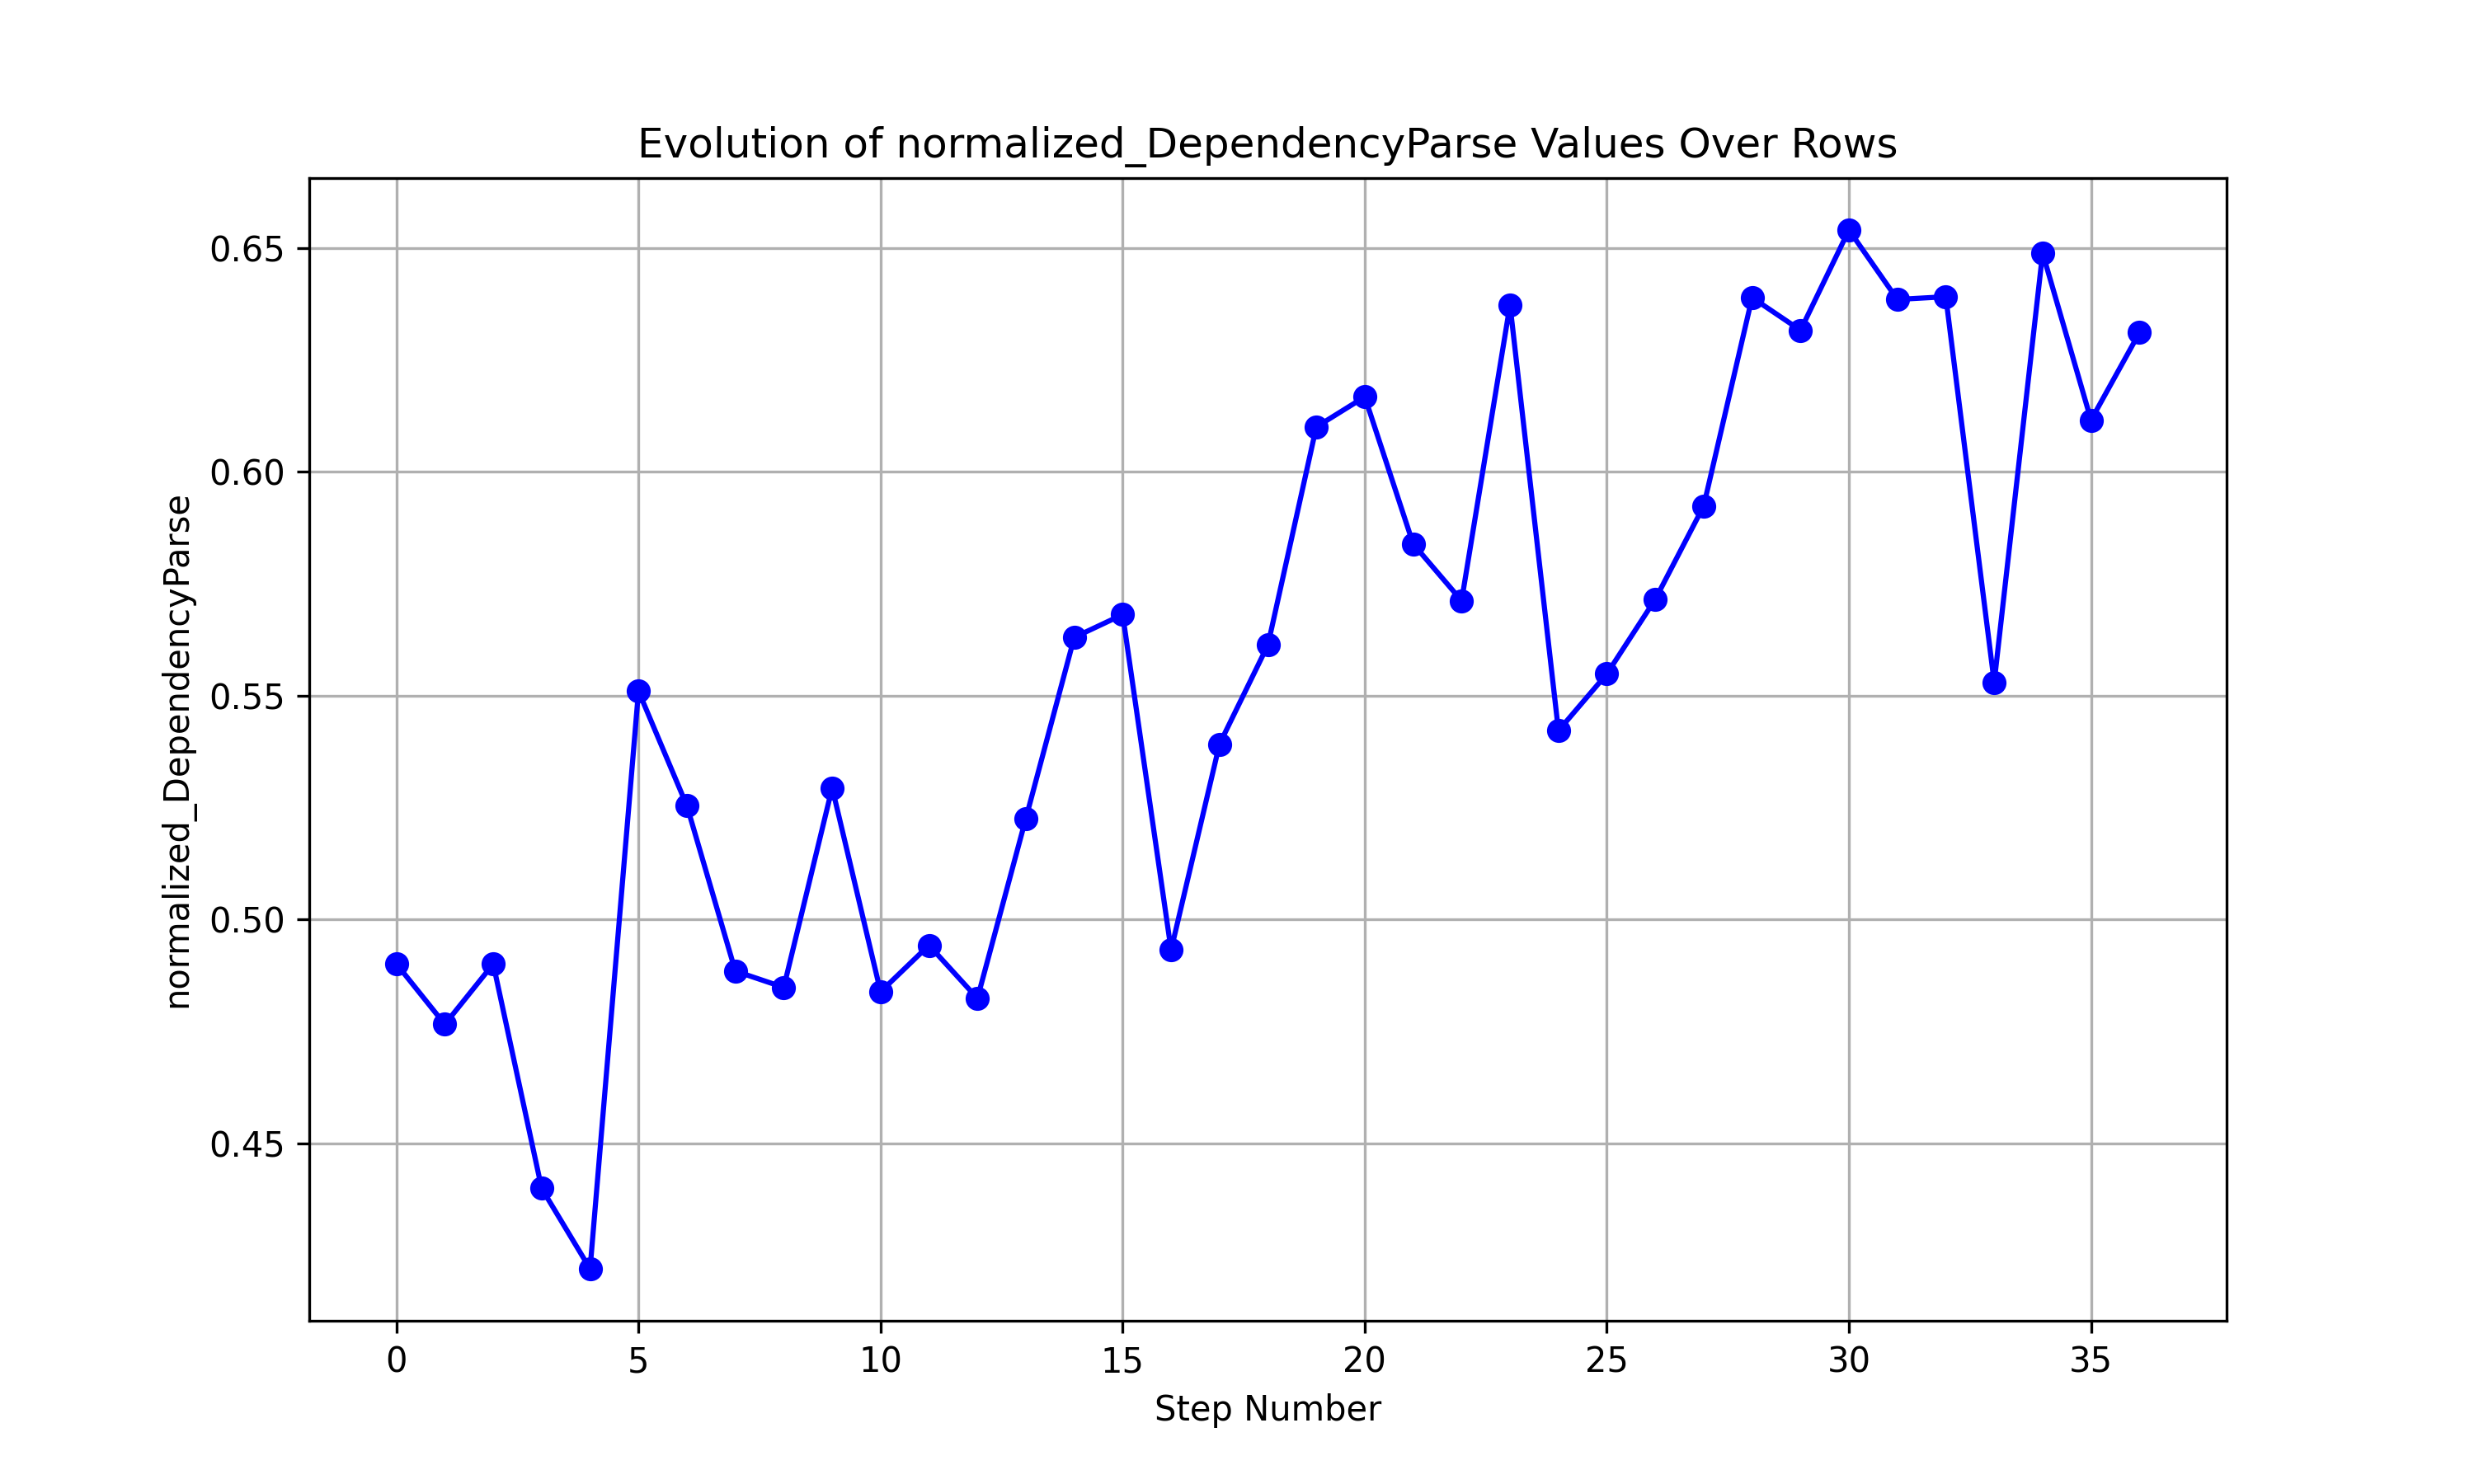 Evolution of normalized_DependencyParse Values Over Rows
normalized_DependencyParse
0.65
0.60
0.55
0.50
0.45
0 5 10 15 20 25 30 35
Step Number